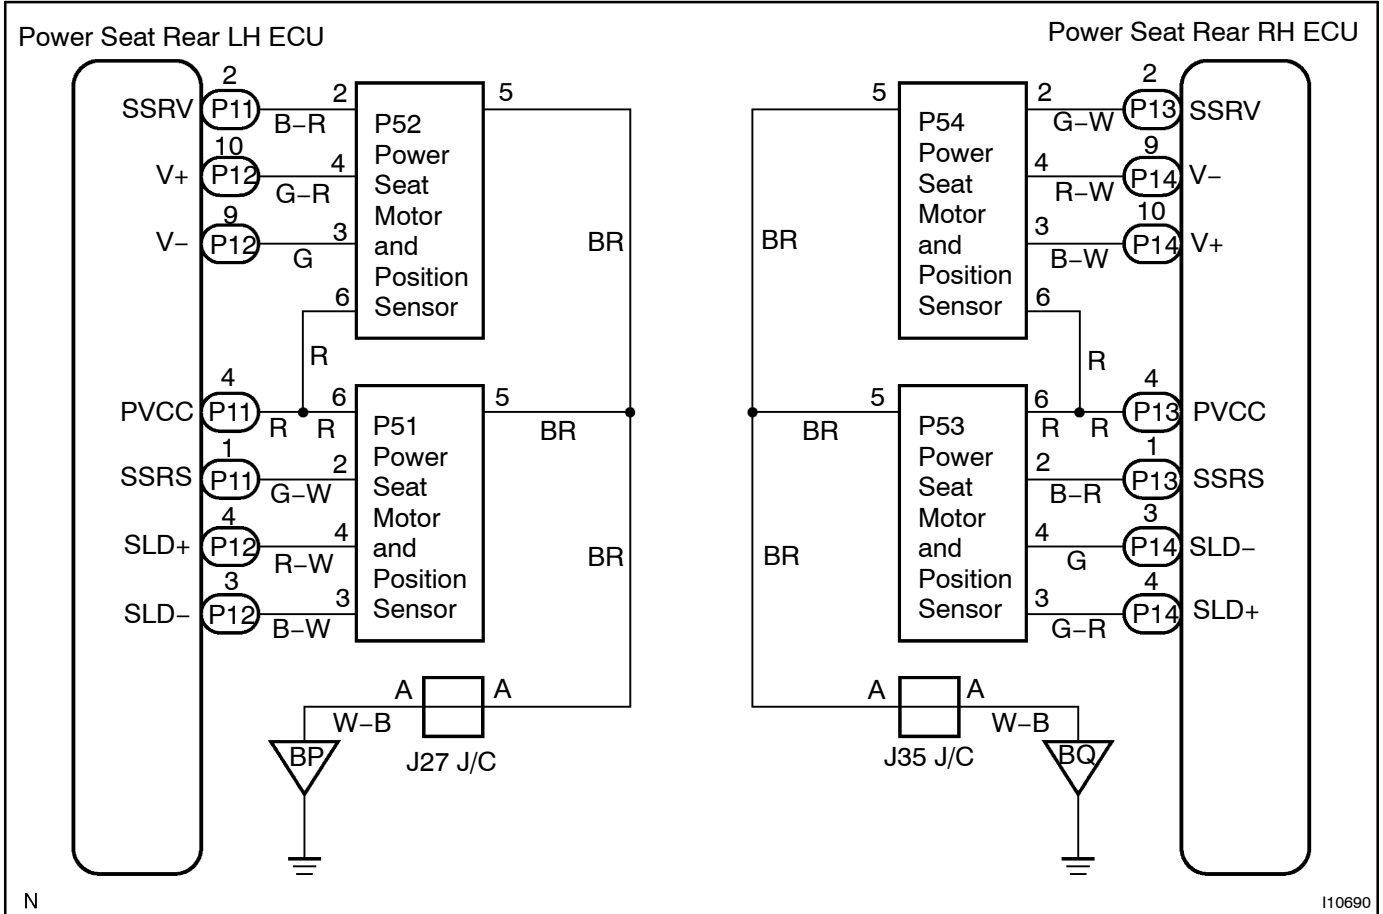 Power Seat Rear LH ECU
Power Seat Rear RH ECU
SSRV
2
P11
B–R
2
V+
10
P12
G–R
4
V–
9
P12
G
3
6
R
P52
Power
Seat
Motor
and
Position
Sensor
5
BR
PVCC
4
P11
R
R
6
SSRS
1
P11
G–W
2
SLD+
4
P12
R–W
4
SLD–
3
P12
B–W
3
P51
Power
Seat
Motor
and
Position
Sensor
5
BR
BR
A
A
W–B
BP
J27 J/C
5
BR
P54
Power
Seat
Motor
and
Position
Sensor
2
G–W
2
P13
SSRV
4
R–W
9
P14
V–
3
B–W
10
P14
V+
6
R
5
BR
BR
P53
Power
Seat
Motor
and
Position
Sensor
6
R
R
4
P13
PVCC
2
B–R
1
P13
SSRS
4
G
3
P14
SLD–
3
G–R
4
P14
SLD+
A
A
W–B
J35 J/C
BQ
N
I10690